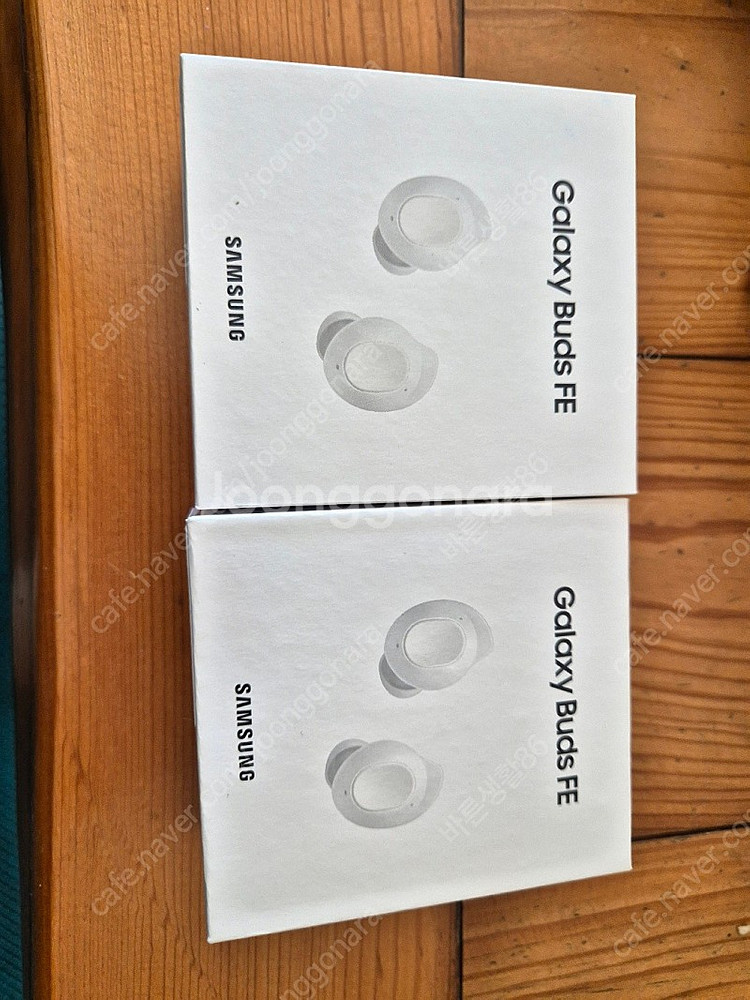 Galaxy Buds FE
SAMSUNG
Galaxy Buds FE
SAMSUNG
Joonggonara
cafe.naver.com/joonggonara
바른생활86